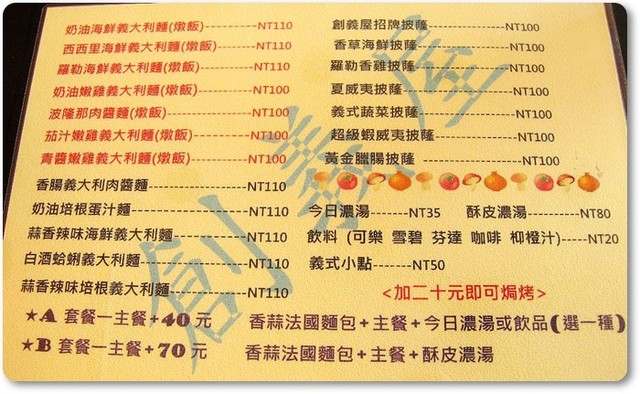 奶油海鮮義大利麵(燉飯)------------NT110
西西里海鮮義大利麵(燉飯)---------NT110
羅勒海鮮義大利麵(燉飯)------------NT110
奶油嫩雞義大利麵(燉飯)------------NT100
波隆那肉醬麵(燉飯)-----------------NT100
茄汁嫩雞義大利麵(燉飯)------------NT100
青醬嫩雞義大利麵(燉飯)------------NT100
香腸義大利肉醬麵-------------------NT110
奶油培根蛋汁麵----------------------NT110
蒜香辣味海鮮義大利麵--------------NT110
白酒蛤蜊義大利麵-------------------NT110
蒜香辣味培根義大利麵--------------NT110
創義屋招牌披薩--------------------NT100
香草海鮮披薩-----------------------NT100
羅勒香雞披薩-----------------------NT100
夏威夷披薩--------------------------NT100
義式蔬菜披薩-----------------------NT100
超級蝦威夷披薩--------------------NT100
黃金臘腸披薩 ----------------------NT100
今日濃湯-------NT35 酥皮濃湯---------NT80
飲料 (可樂 雪碧 芬達 咖啡 柳橙汁)-----NT20
義式小點-------NT50
<加二十元即可焗烤>
★A 套餐一主餐+40 元 香蒜法國麵包+主餐+今日濃湯或飲品(選一種)
★B 套餐一主餐+70 元 香蒜法國麵包+主餐+酥皮濃湯
創義屋